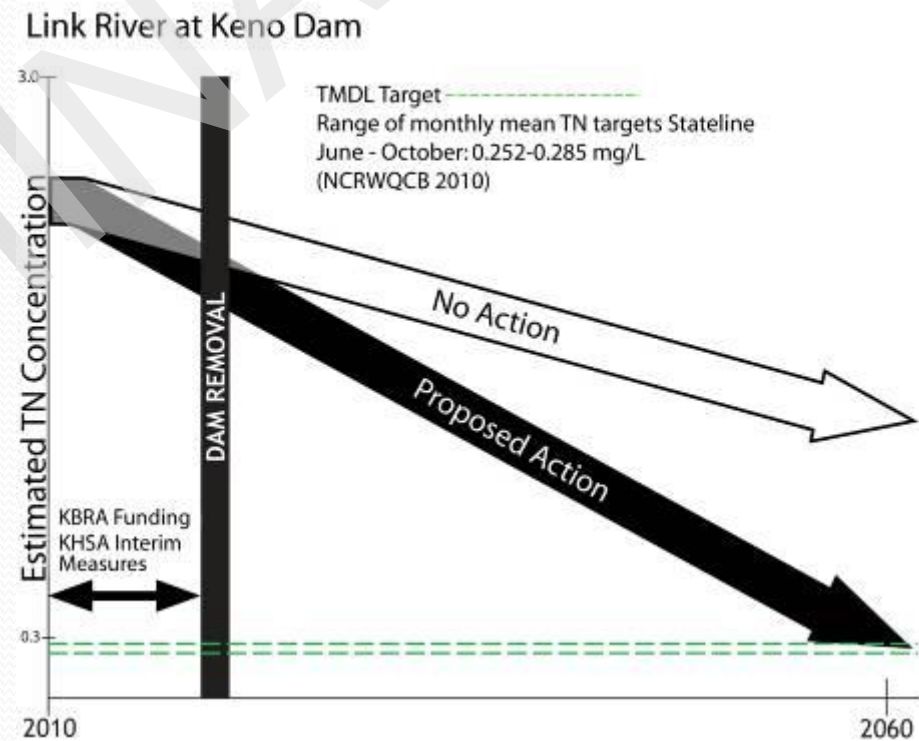 Link River at Keno Dam
3.0
TMDL Target
Range of monthly mean TN targets Stateline
June - October: 0.252-0.285 mg/L
(NCRWQCB 2010)
Estimated TN Concentration
No Action
DAM REMOVAL
Proposed Action
KBRA Funding
KHSA Interim
Measures
0.3
2010
2060